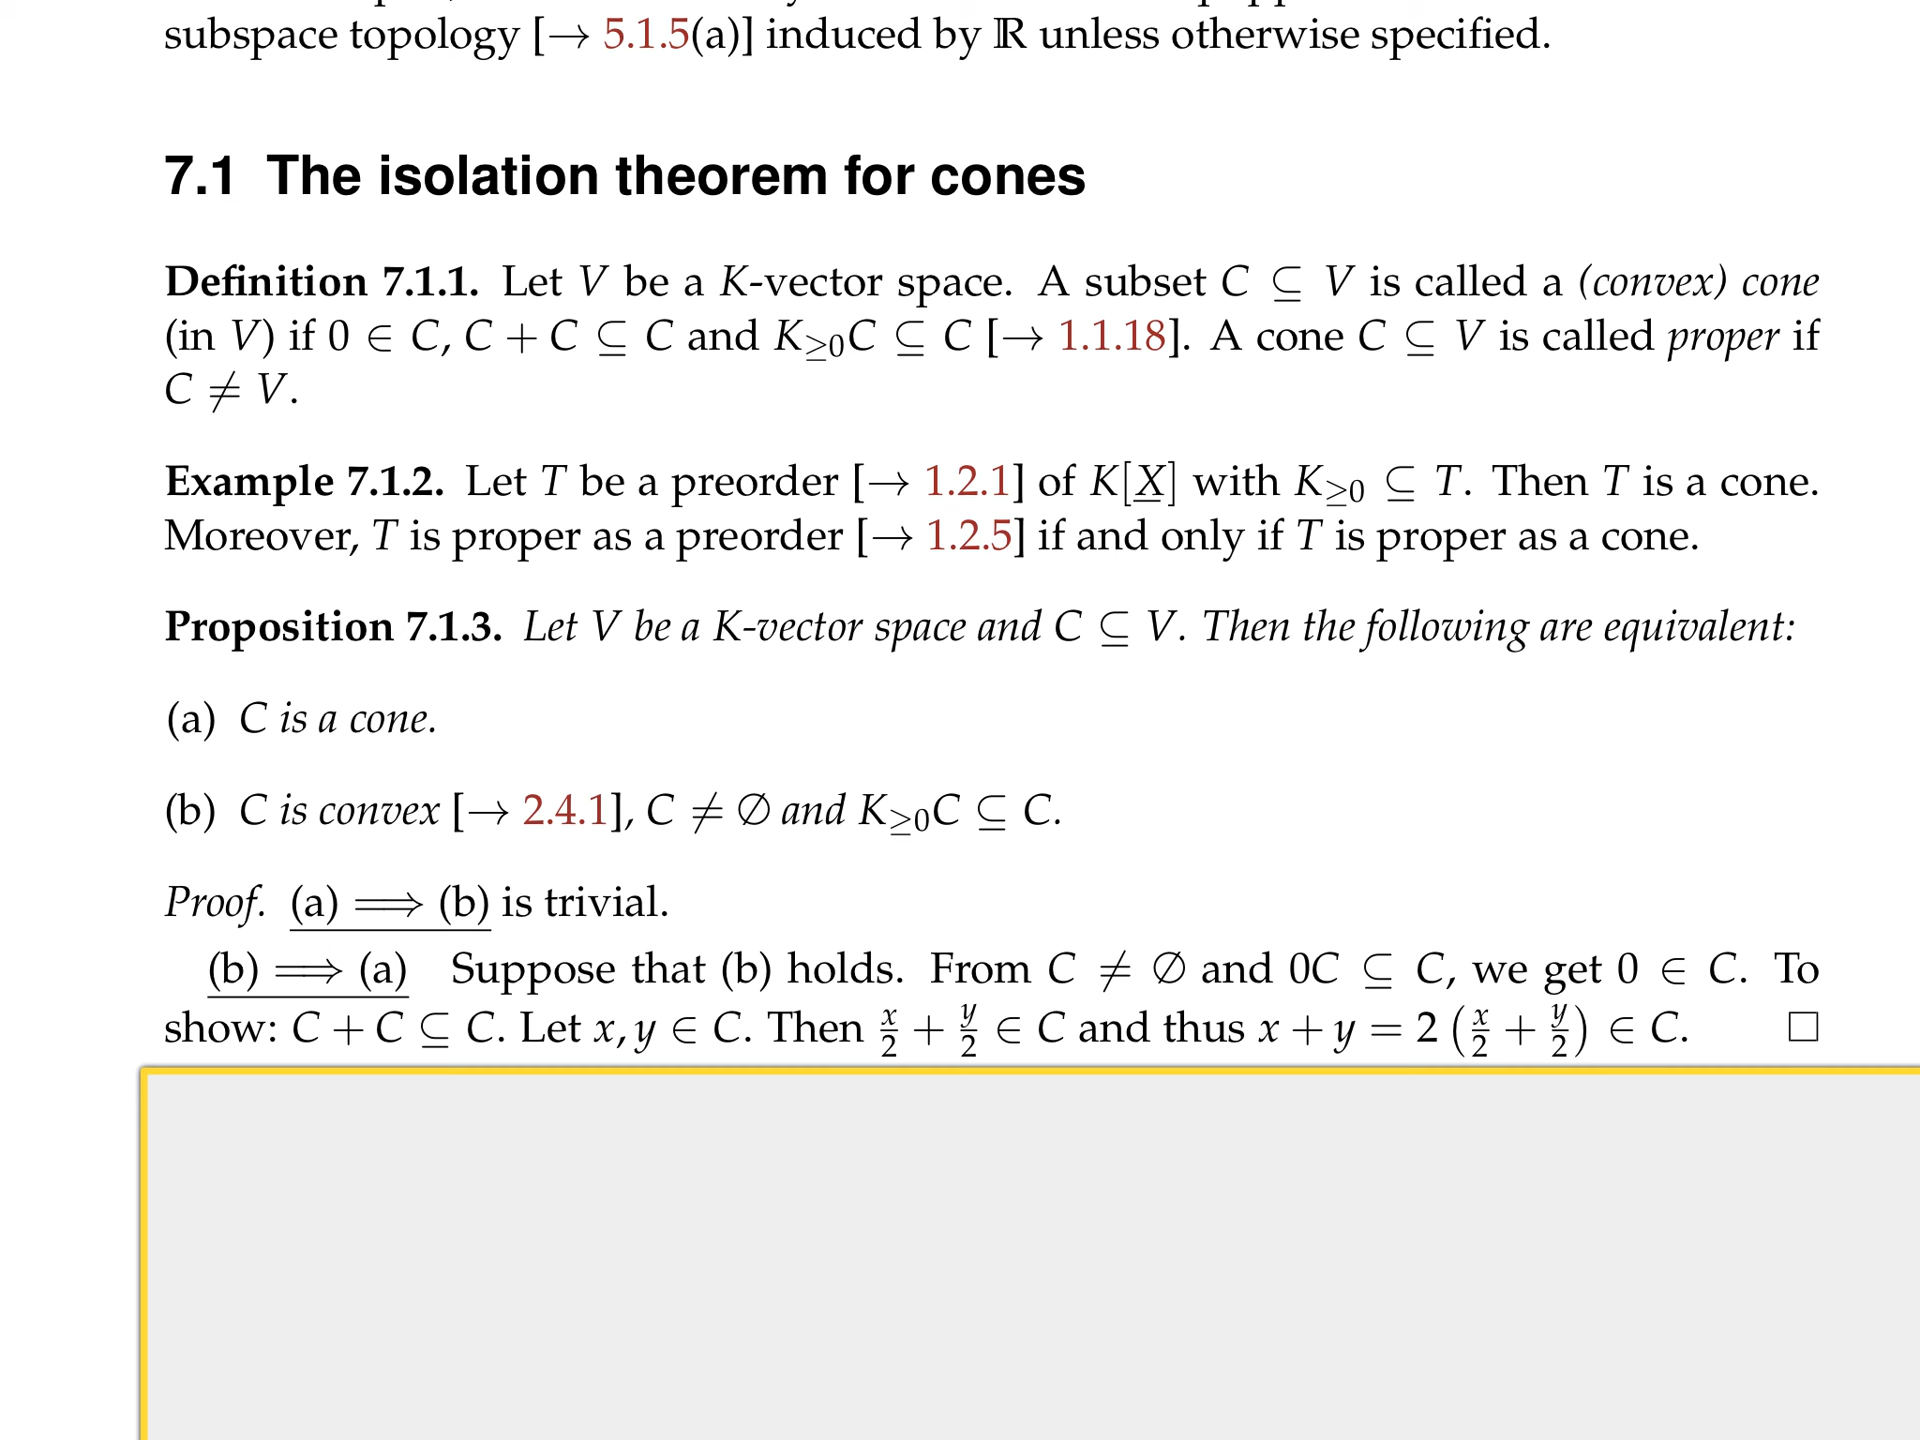 subspace topology [→ 5.1.5(a)] induced by ℝ unless otherwise specified.
7.1 The isolation theorem for cones
Definition 7.1.1. Let V be a K-vector space. A subset C ⊆ V is called a (convex) cone
(in V) if 0 ∈ C, C + C ⊆ C and K≥0C ⊆ C [→ 1.1.18]. A cone C ⊆ V is called proper if
C ≠ V.
Example 7.1.2. Let T be a preorder [→ 1.2.1] of K[X] with K≥0 ⊆ T. Then T is a cone.
Moreover, T is proper as a preorder [→ 1.2.5] if and only if T is proper as a cone.
Proposition 7.1.3. Let V be a K-vector space and C ⊆ V. Then the following are equivalent:
(a) C is a cone.
(b) C is convex [→ 2.4.1], C ≠ ∅ and K≥0C ⊆ C.
Proof. (a) ⟹ (b) is trivial.
(b) ⟹ (a) Suppose that (b) holds. From C ≠ ∅ and 0C ⊆ C, we get 0 ∈ C. To
show: C + C ⊆ C. Let x, y ∈ C. Then x/2 + y/2 ∈ C and thus x + y = 2 (x/2 + y/2) ∈ C. □